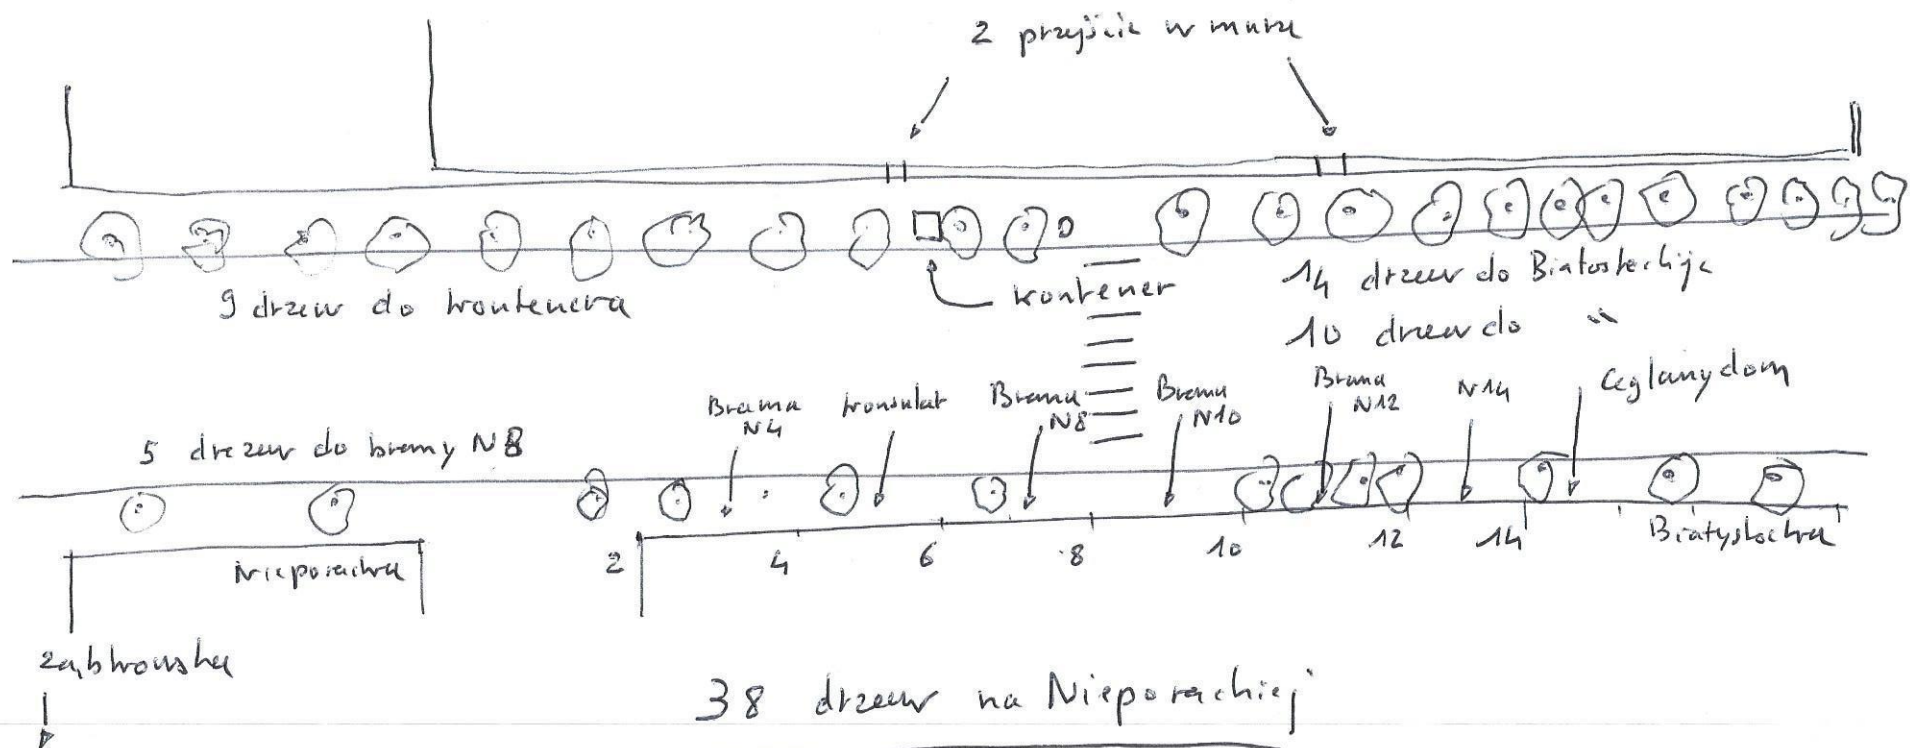 2 przejście w murze
9 drzew do kontenera
kontener
14 drzew do Białostockiej
10 drzew do "
5 drzew do bramy N8
Brama N4
konsulat
Brama N8
Brama N10
Brama N12
N14
Ceglany dom
Nieporęcka
2 4 6 8 10 12 14
Białystocka
Ząbkowska
38 drzew na Nieporęckiej